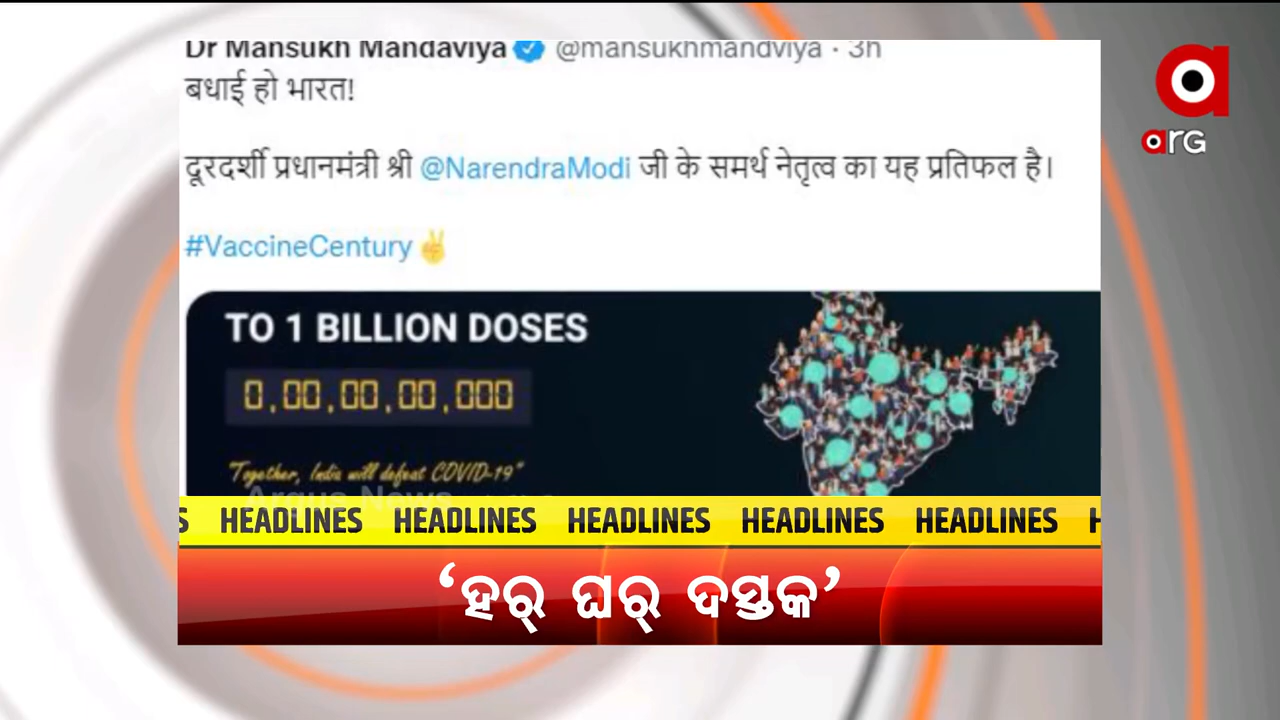 Dr Mansukh Mandaviya @mansukhmandviya · 3h
बधाई हो भारत!
दूरदर्शी प्रधानमंत्री श्री @NarendraModi जी के समर्थ नेतृत्व का यह प्रतिफल है।
#VaccineCentury✌
TO 1 BILLION DOSES
0,00,00,00,000
"Together, India will defeat COVID-19"
Argus News
S HEADLINES HEADLINES HEADLINES HEADLINES HEADLINES H
‘ହର୍ ଘର୍ ଦସ୍ତକ’
a
arG